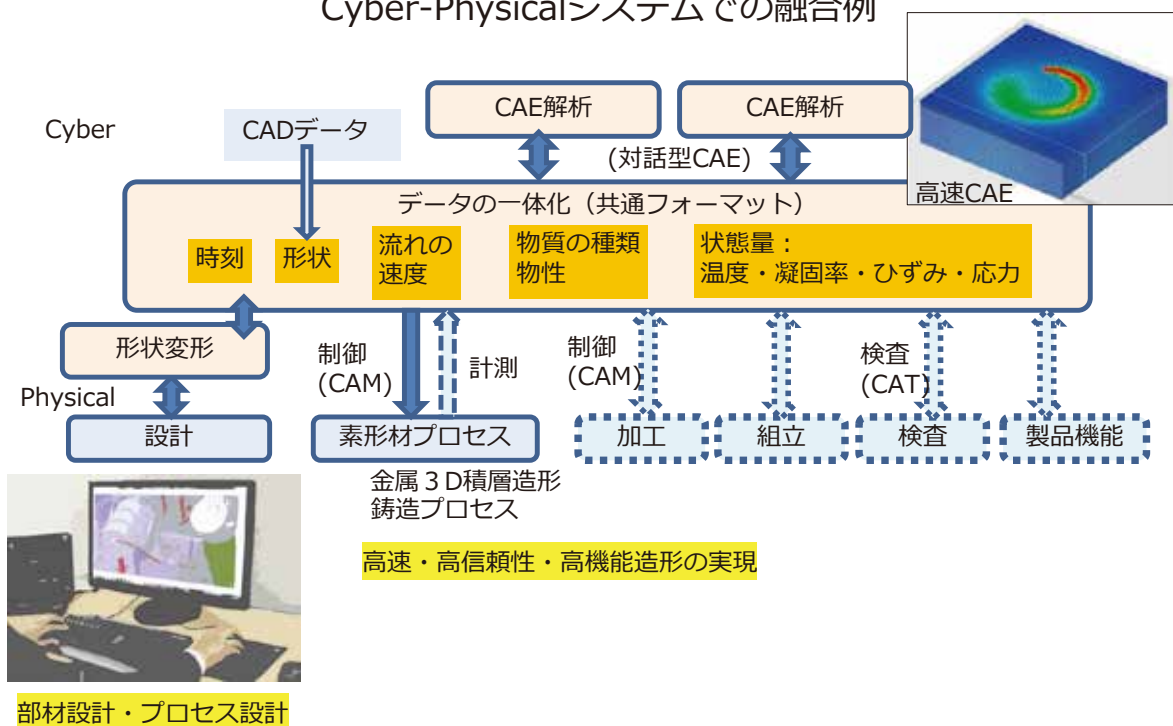 Cyber-Physicalシステムでの融合例
CAE解析
CAE解析
Cyber
CADデータ
(対話型CAE)
高速CAE
データの一体化（共通フォーマット）
時刻
形状
流れの
速度
物質の種類
物性
状態量：
温度・凝固率・ひずみ・応力
形状変形
制御
(CAM)
計測
制御
(CAM)
検査
(CAT)
Physical
設計
素形材プロセス
加工
組立
検査
製品機能
金属３D積層造形
鋳造プロセス
高速・高信頼性・高機能造形の実現
部材設計・プロセス設計